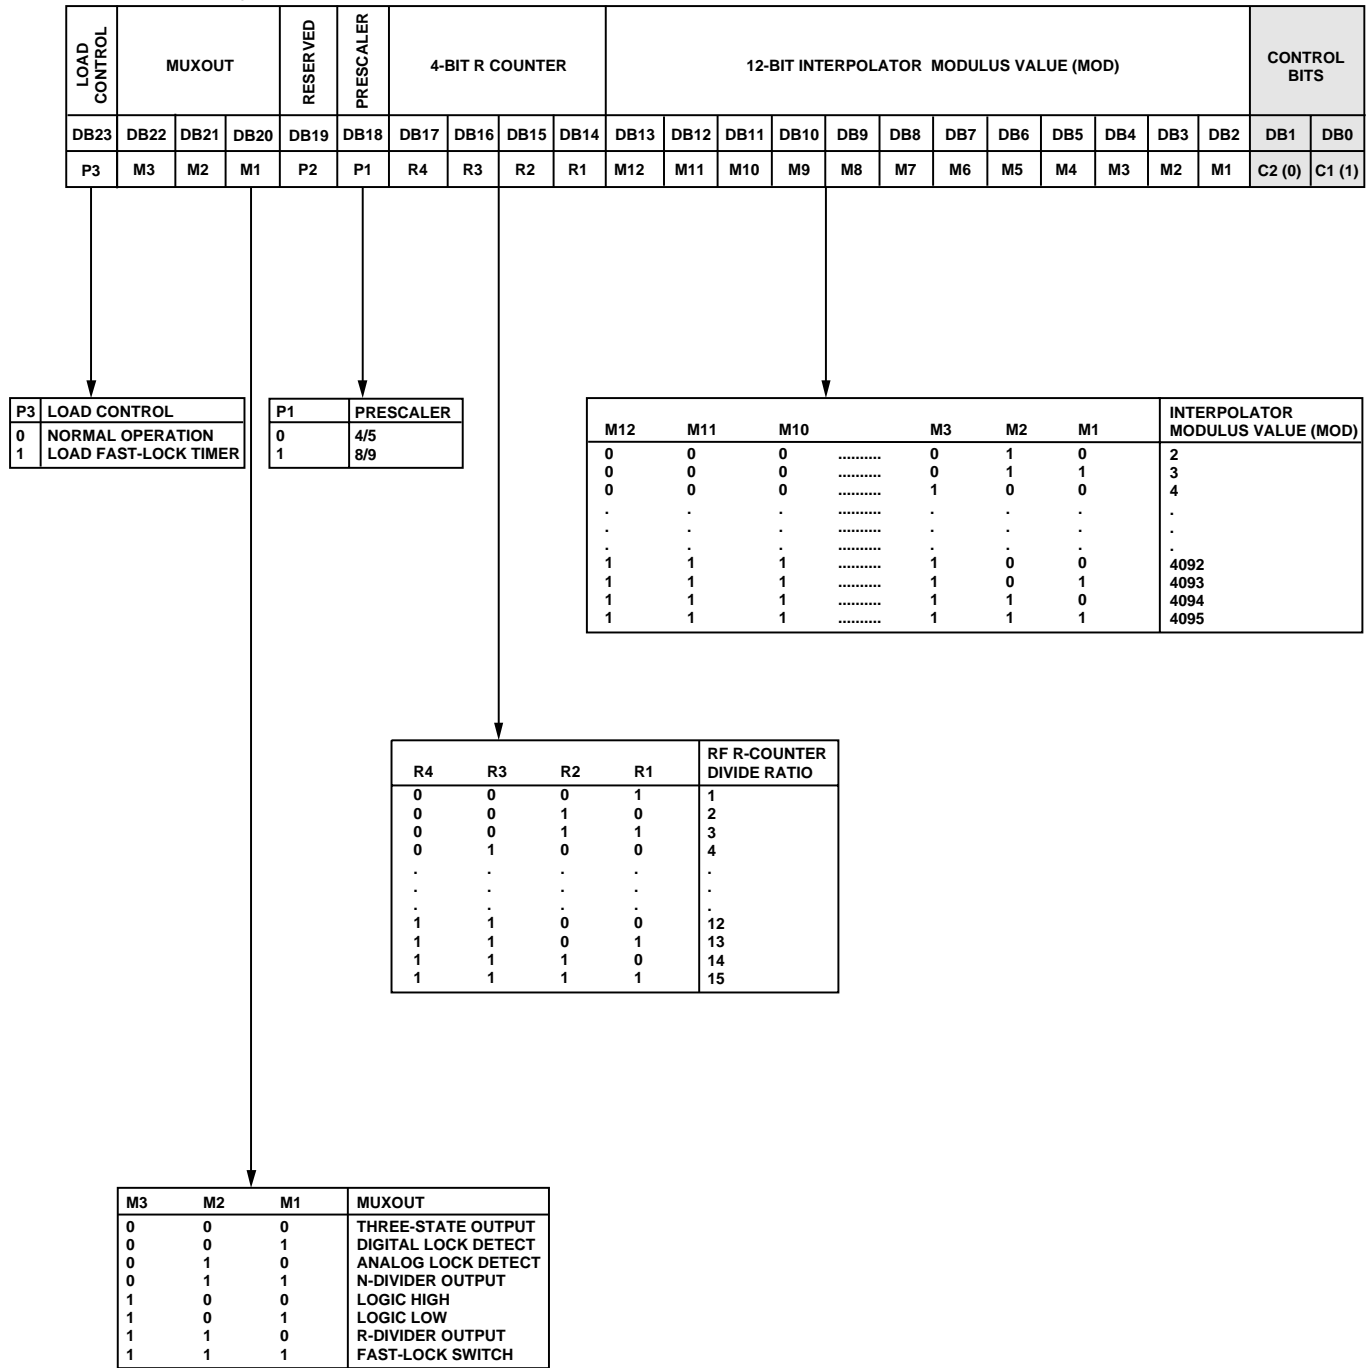 LOAD CONTROL MUXOUT RESERVED PRESCALER 4-BIT R COUNTER 12-BIT INTERPOLATOR MODULUS VALUE (MOD) CONTROL BITS
DB23 DB22 DB21 DB20 DB19 DB18 DB17 DB16 DB15 DB14 DB13 DB12 DB11 DB10 DB9 DB8 DB7 DB6 DB5 DB4 DB3 DB2 DB1 DB0
P3 M3 M2 M1 P2 P1 R4 R3 R2 R1 M12 M11 M10 M9 M8 M7 M6 M5 M4 M3 M2 M1 C2 (0) C1 (1)
P3 LOAD CONTROL
0 NORMAL OPERATION
1 LOAD FAST-LOCK TIMER
P1 PRESCALER
0 4/5
1 8/9
M12 M11 M10 M3 M2 M1 INTERPOLATOR MODULUS VALUE (MOD)
0 0 0 .......... 0 1 0 2
0 0 0 .......... 0 1 1 3
0 0 0 .......... 1 0 0 4
. . . .......... . . . .
. . . .......... . . . .
. . . .......... . . . .
1 1 1 .......... 1 0 0 4092
1 1 1 .......... 1 0 1 4093
1 1 1 .......... 1 1 0 4094
1 1 1 .......... 1 1 1 4095
R4 R3 R2 R1 RF R-COUNTER DIVIDE RATIO
0 0 0 1 1
0 0 1 0 2
0 0 1 1 3
0 1 0 0 4
. . . . .
. . . . .
. . . . .
1 1 0 0 12
1 1 0 1 13
1 1 1 0 14
1 1 1 1 15
M3 M2 M1 MUXOUT
0 0 0 THREE-STATE OUTPUT
0 0 1 DIGITAL LOCK DETECT
0 1 0 ANALOG LOCK DETECT
0 1 1 N-DIVIDER OUTPUT
1 0 0 LOGIC HIGH
1 0 1 LOGIC LOW
1 1 0 R-DIVIDER OUTPUT
1 1 1 FAST-LOCK SWITCH